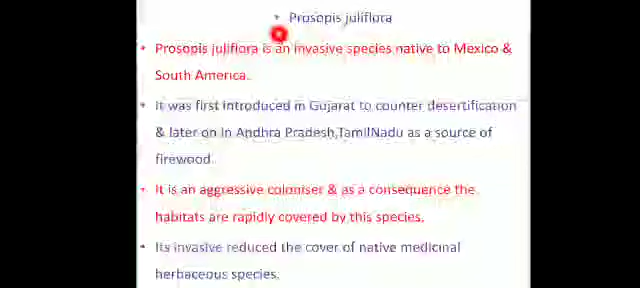 • Prosopis juliflora
• Prosopis juliflora is an invasive species native to Mexico &
South America.
• It was first introduced in Gujarat to counter desertification
& later on in Andhra Pradesh,TamilNadu as a source of
firewood.
• It is an aggressive coloniser & as a consequence the
habitats are rapidly covered by this species.
• Its invasive reduced the cover of native medicinal
herbaceous species.